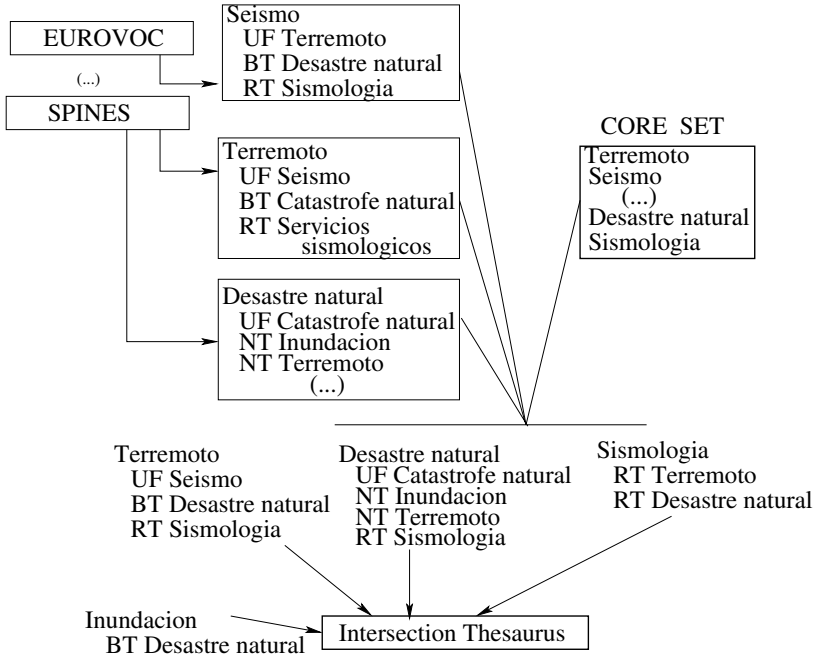 EUROVOC
(...)
SPINES
Seismo
UF Terremoto
BT Desastre natural
RT Sismologia
Terremoto
UF Seismo
BT Catastrofe natural
RT Servicios
sismologicos
Desastre natural
UF Catastrofe natural
NT Inundacion
NT Terremoto
(...)
CORE SET
Terremoto
Seismo
(...)
Desastre natural
Sismologia
Terremoto
UF Seismo
BT Desastre natural
RT Sismologia
Desastre natural
UF Catastrofe natural
NT Inundacion
NT Terremoto
RT Sismologia
Sismologia
RT Terremoto
RT Desastre natural
Inundacion
BT Desastre natural
Intersection Thesaurus